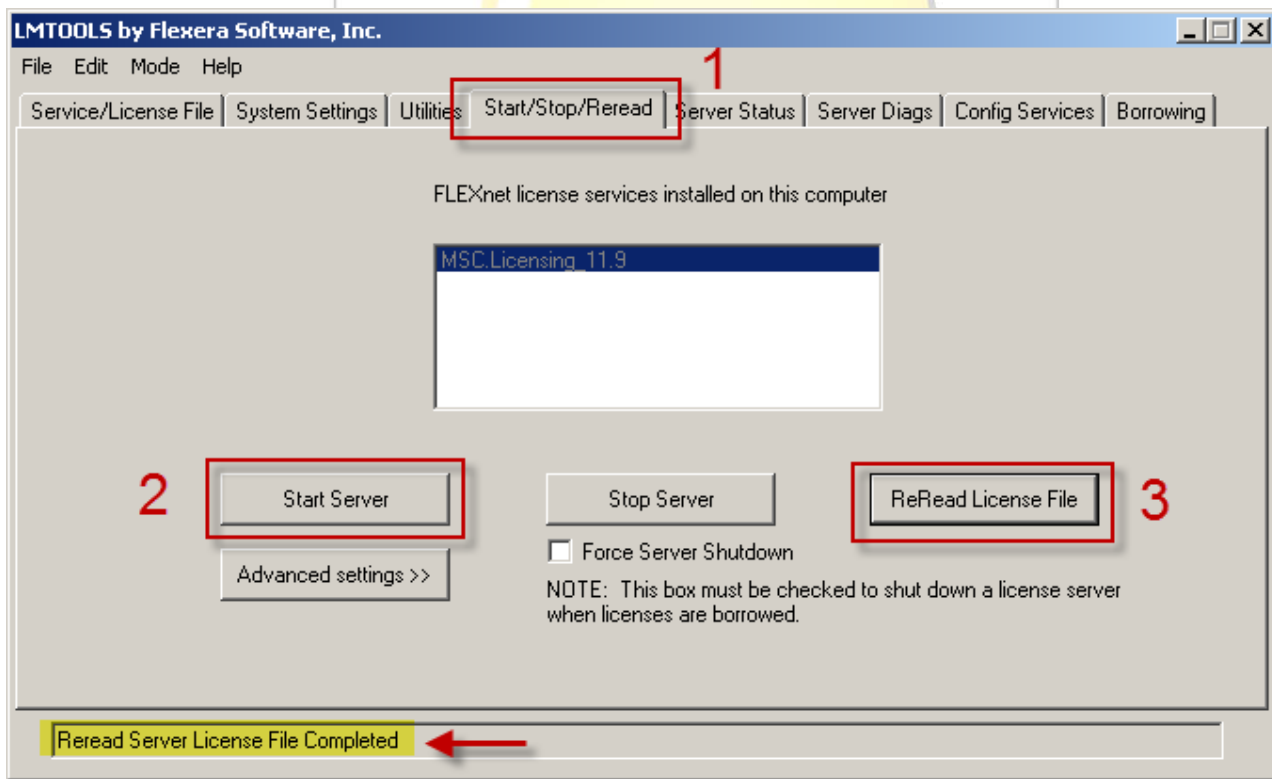 LMTOOLS by Flexera Software, Inc.
File Edit Mode Help
1
Service/License File System Settings Utilities Start/Stop/Reread Server Status Server Diags Config Services Borrowing
FLEXnet license services installed on this computer
MSC.Licensing_11.9
2 Start Server Stop Server ReRead License File 3
Advanced settings >> Force Server Shutdown
NOTE: This box must be checked to shut down a license server
when licenses are borrowed.
Reread Server License File Completed